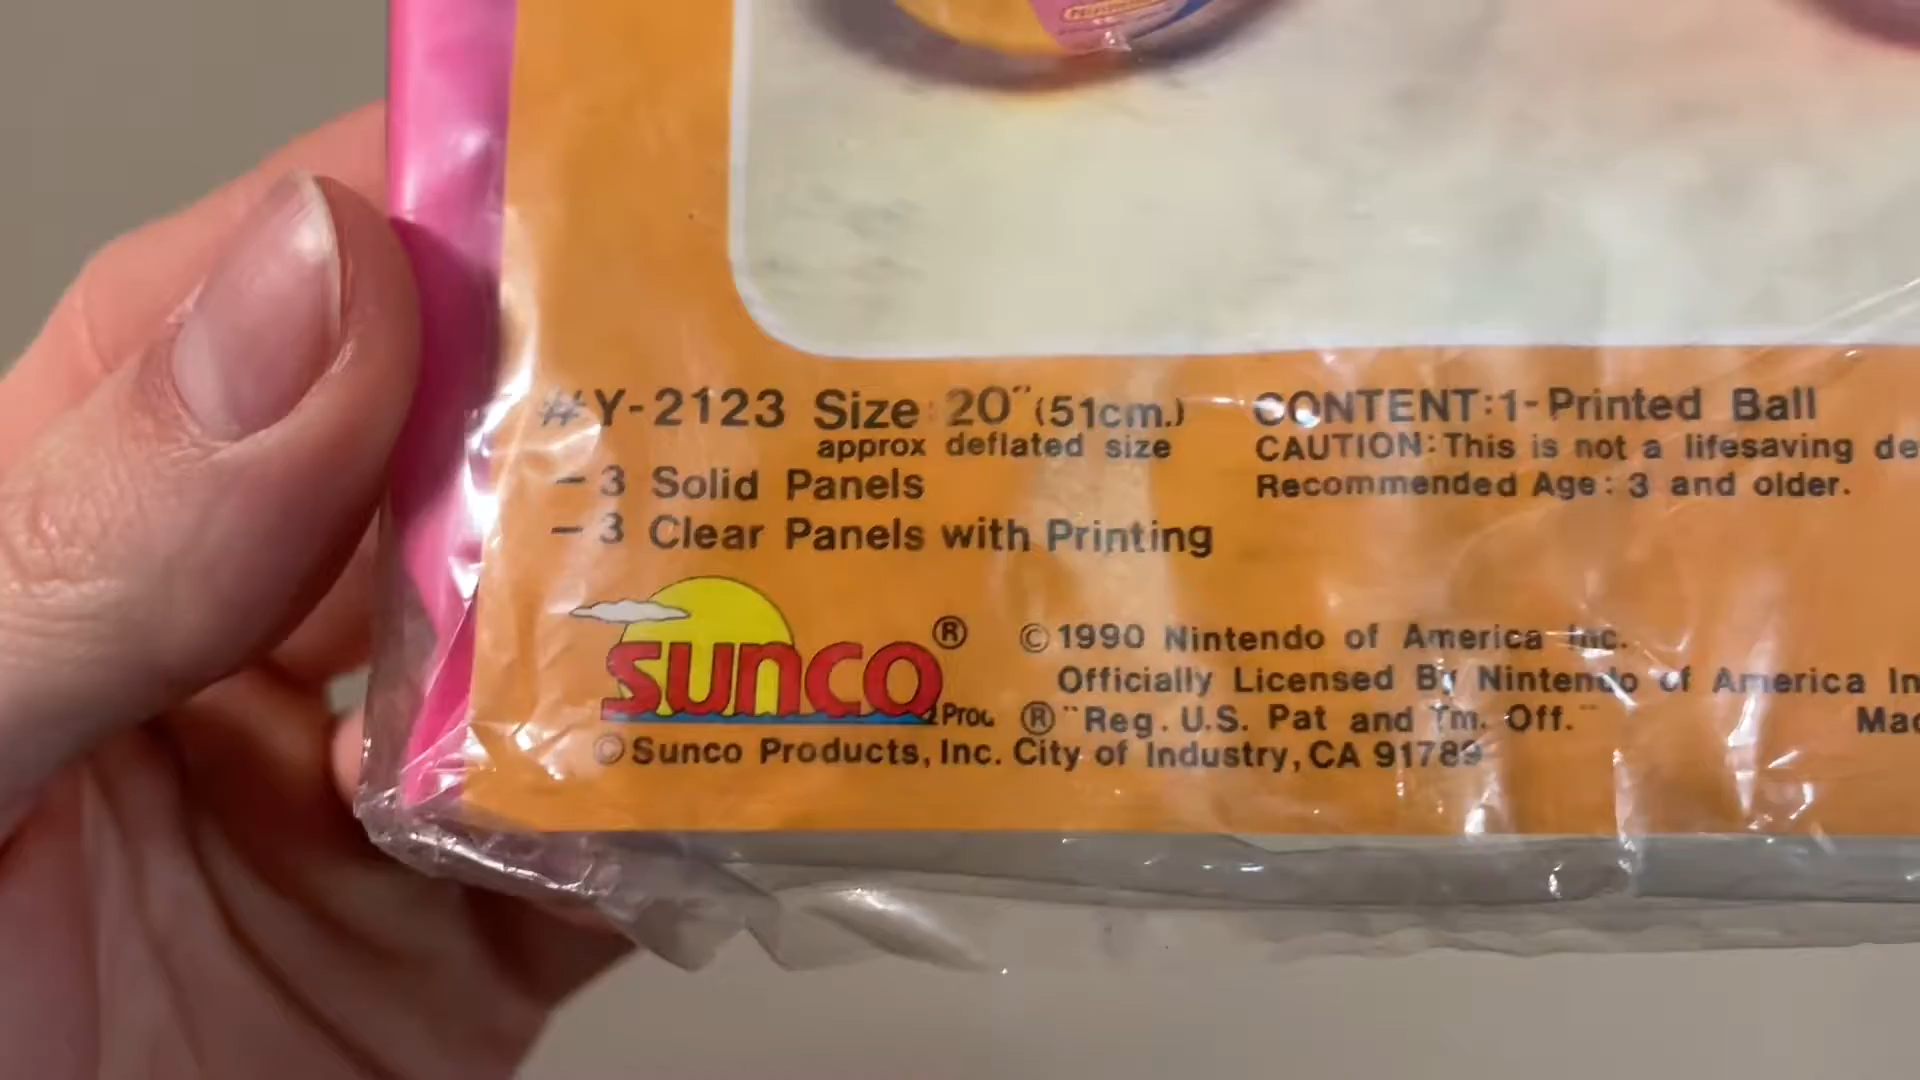 #Y-2123 Size: 20"(51cm.)
approx deflated size
- 3 Solid Panels
- 3 Clear Panels with Printing
CONTENT:1-Printed Ball
CAUTION:This is not a lifesaving de
Recommended Age: 3 and older.
sunco®
©1990 Nintendo of America Inc.
Officially Licensed By Nintendo of America In
® "Reg. U.S. Pat and Tm. Off."
©Sunco Products, Inc. City of Industry, CA 91789